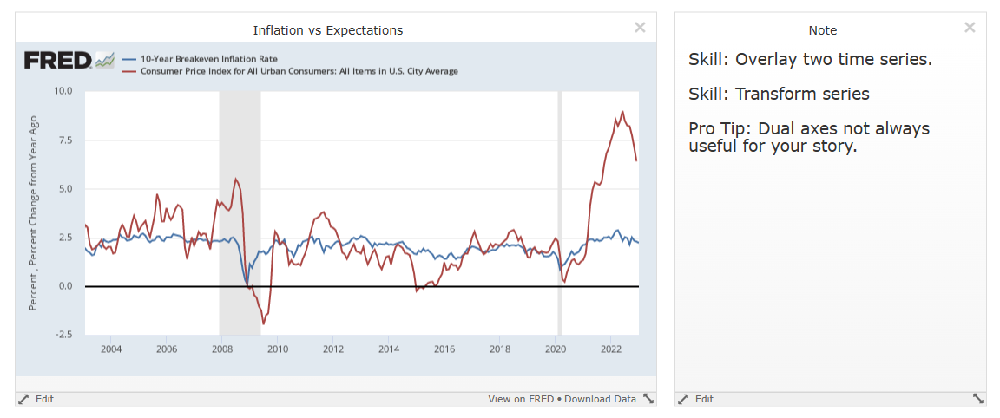 Inflation vs Expectations
FRED
10-Year Breakeven Inflation Rate
Consumer Price Index for All Urban Consumers: All Items in U.S. City Average
Percent , Percent Change from Year Ago
10.0
7.5
5.0
2.5
0.0
-2.5
2004 2006 2008 2010 2012 2014 2016 2018 2020 2022
Edit
View on FRED • Download Data
Note
Skill: Overlay two time series.
Skill: Transform series
Pro Tip: Dual axes not always
useful for your story.
Edit